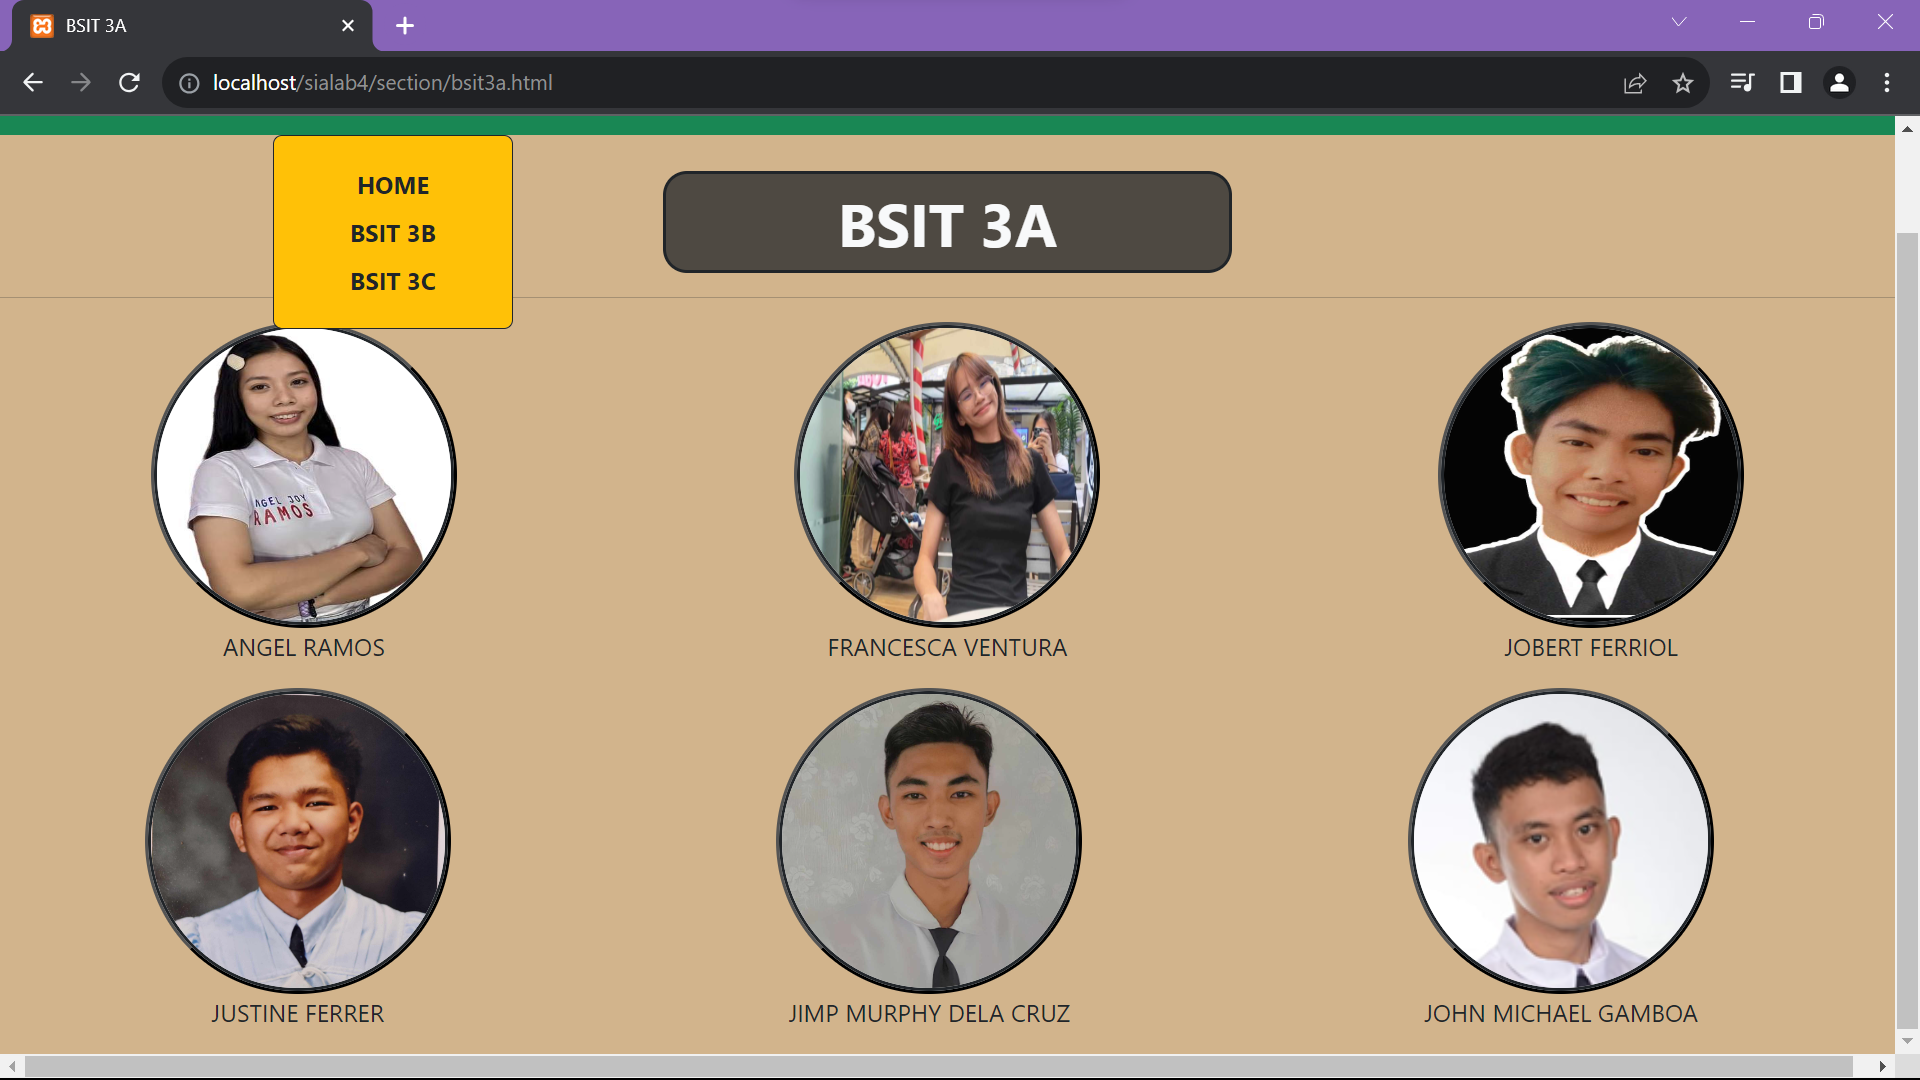 BSIT 3A
localhost/sialab4/section/bsit3a.html
HOME
BSIT 3B
BSIT 3C
BSIT 3A
ANGEL JOY
RAMOS
ANGEL RAMOS
FRANCESCA VENTURA
JOBERT FERRIOL
JUSTINE FERRER
JIMP MURPHY DELA CRUZ
JOHN MICHAEL GAMBOA